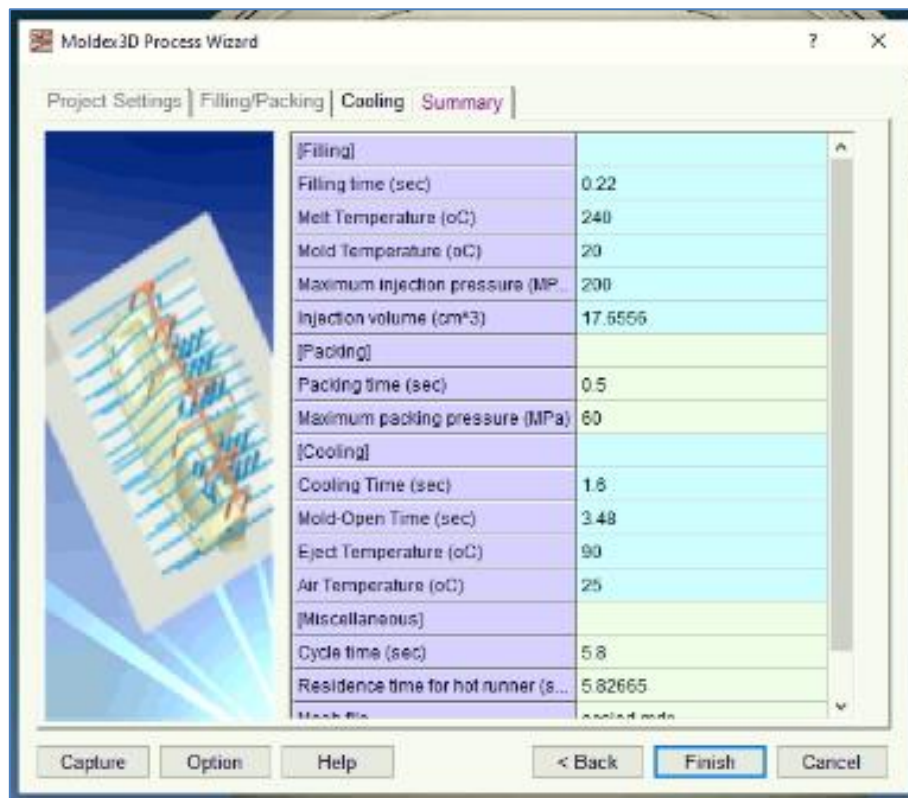 Moldex3D Process Wizard
?
Project Settings Filling/Packing Cooling Summary
[Filling]
Filling time (sec) 0.22
Melt Temperature (oC) 240
Mold Temperature (oC) 20
Maximum injection pressure (MP... 200
Injection volume (cm^3) 17.6556
[Packing]
Packing time (sec) 0.5
Maximum packing pressure (MPa) 60
[Cooling]
Cooling Time (sec) 1.6
Mold-Open Time (sec) 3.48
Eject Temperature (oC) 90
Air Temperature (oC) 25
[Miscellaneous]
Cycle time (sec) 5.8
Residence time for hot runner (s... 5.82665
Capture Option Help < Back Finish Cancel